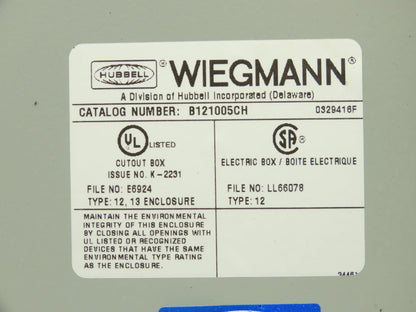 HUBBELL WIEGMANN®
A Division of Hubbell Incorporated (Delaware)
CATALOG NUMBER: B121005CH 0329416F
UL LISTED
CUTOUT BOX
ISSUE NO. K-2231
FILE NO: E6924
TYPE: 12, 13 ENCLOSURE
SA
ELECTRIC BOX / BOITE ELECTRIQUE
FILE NO: LL66078
TYPE: 12
MAINTAIN THE ENVIRONMENTAL
INTEGRITY OF THIS ENCLOSURE
BY CLOSING ALL OPENINGS WITH
UL LISTED OR RECOGNIZED
DEVICES THAT HAVE THE SAME
ENVIRONMENTAL TYPE RATING
AS THE ENCLOSURE.